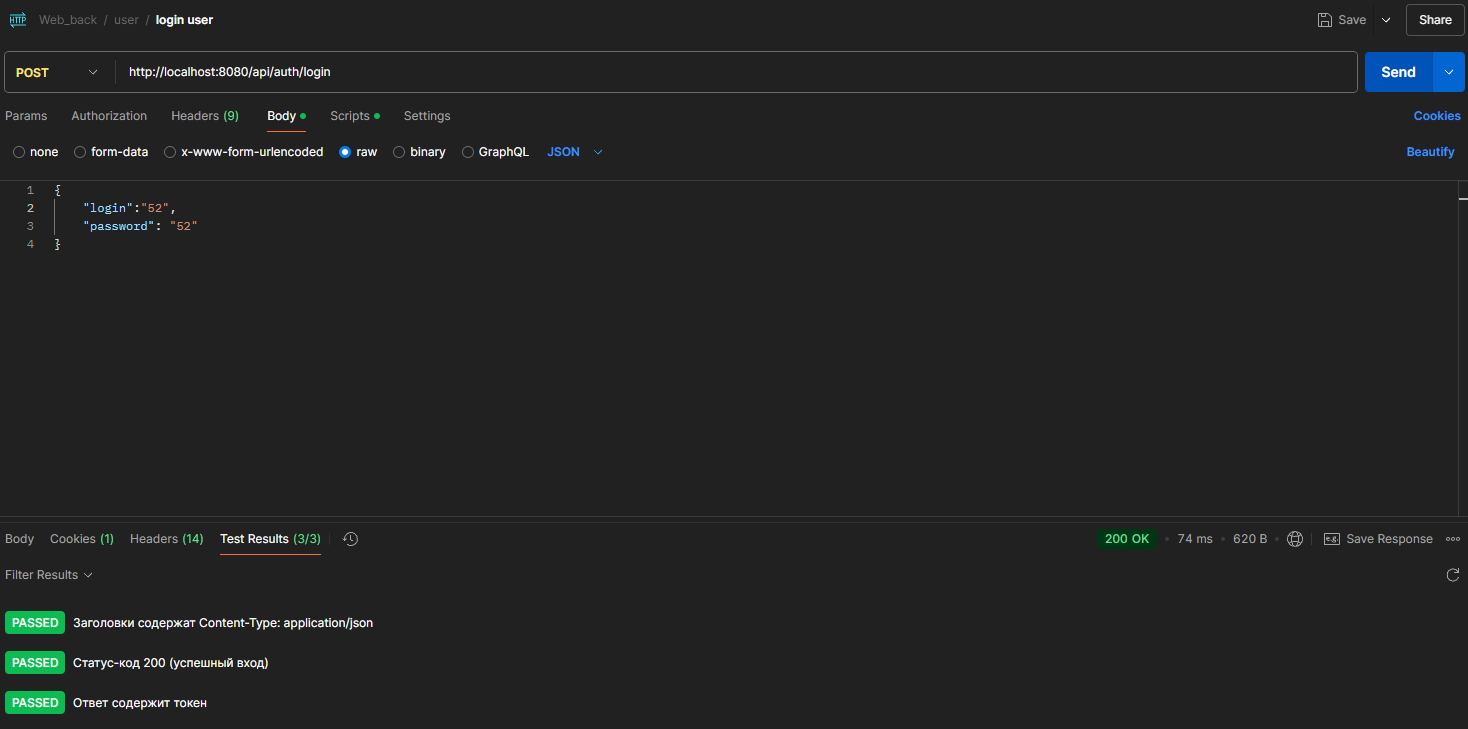 HTTP Web_back / user / login user Save Share
POST http://localhost:8080/api/auth/login Send
Params Authorization Headers (9) Body Scripts Settings Cookies
none form-data x-www-form-urlencoded raw binary GraphQL JSON Beautify
1 {
2 "login":"52",
3 "password": "52"
4 }
Body Cookies (1) Headers (14) Test Results (3/3) 200 OK • 74 ms • 620 B • e.g. Save Response
Filter Results
PASSED Заголовки содержат Content-Type: application/json
PASSED Статус-код 200 (успешный вход)
PASSED Ответ содержит токен